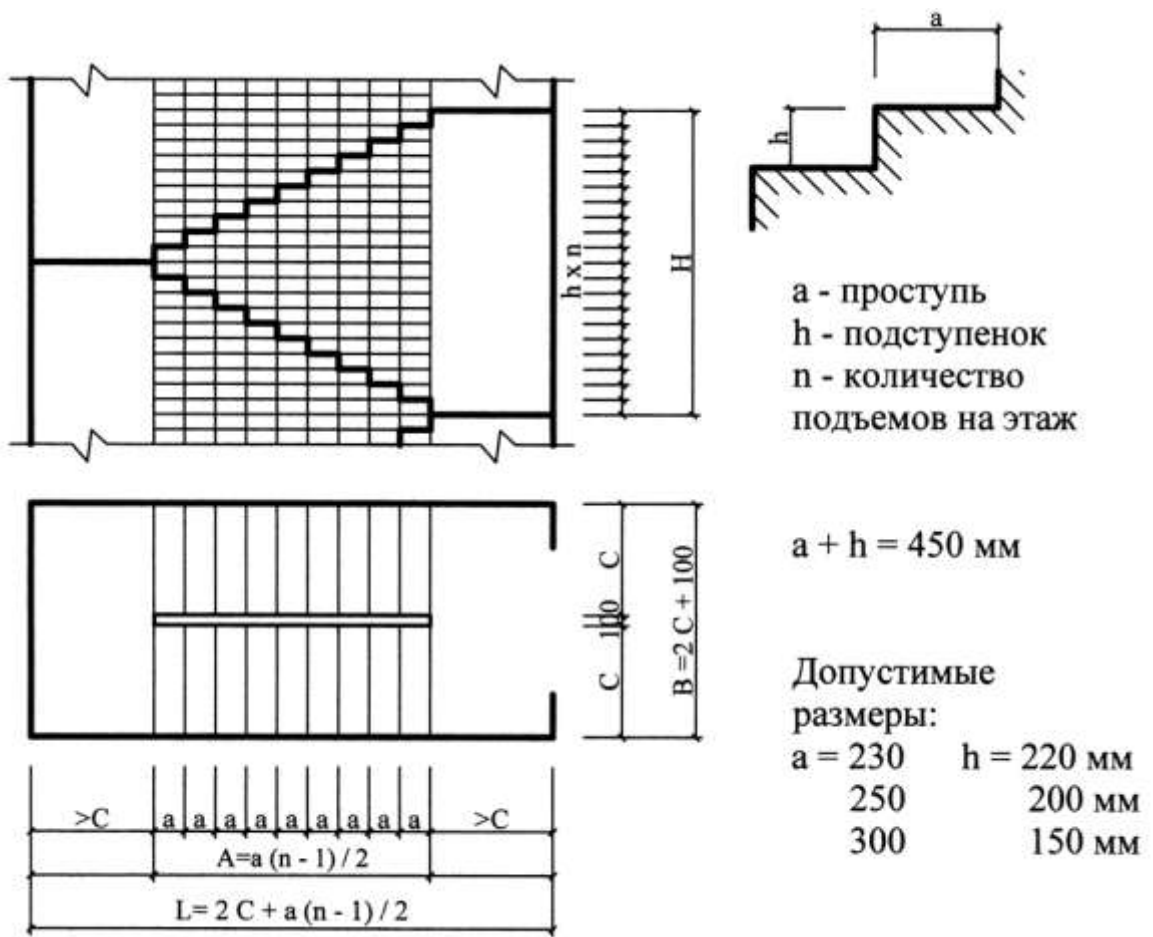 a
h
h x n
H
a - проступь
h - подступенок
n - количество
подъемов на этаж
C
100
C
B =2 C + 100
a + h = 450 мм
Допустимые
размеры:
a = 230 h = 220 мм
250 200 мм
300 150 мм
>C a a a a a a a a a >C
A=a (n - 1) / 2
L= 2 C + a (n - 1) / 2